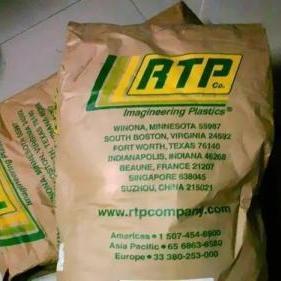 RTP
Co.
Imagineering Plastics®
WINONA, MINNESOTA 55987
SOUTH BOSTON, VIRGINIA 24592
FORT WORTH, TEXAS 76140
INDIANAPOLIS, INDIANA 46268
BEAUNE, FRANCE 21207
SINGAPORE 638045
SUZHOU, CHINA 215021
www.rtpcompany.com
Americas • 1 507-454-6900
Asia Pacific • 65 6863-6580
Europe • 33 380-253-000